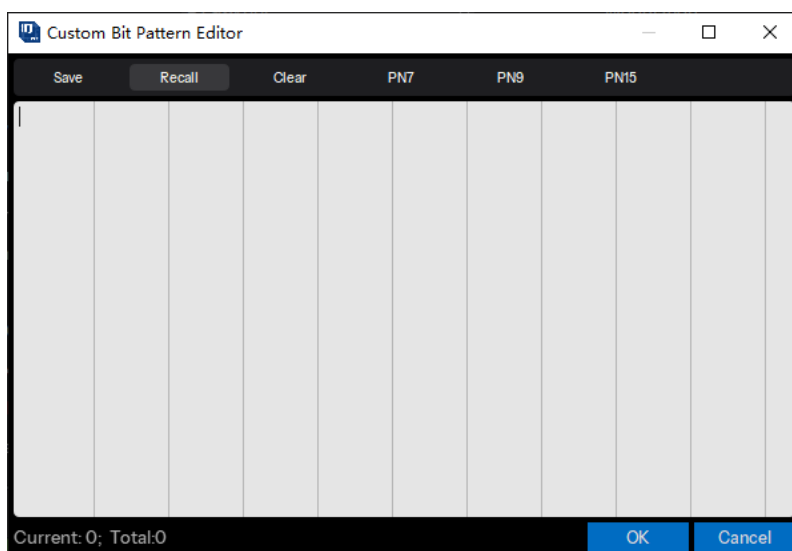 Custom Bit Pattern Editor
Save Recall Clear PN7 PN9 PN15
Current: 0; Total:0 OK Cancel